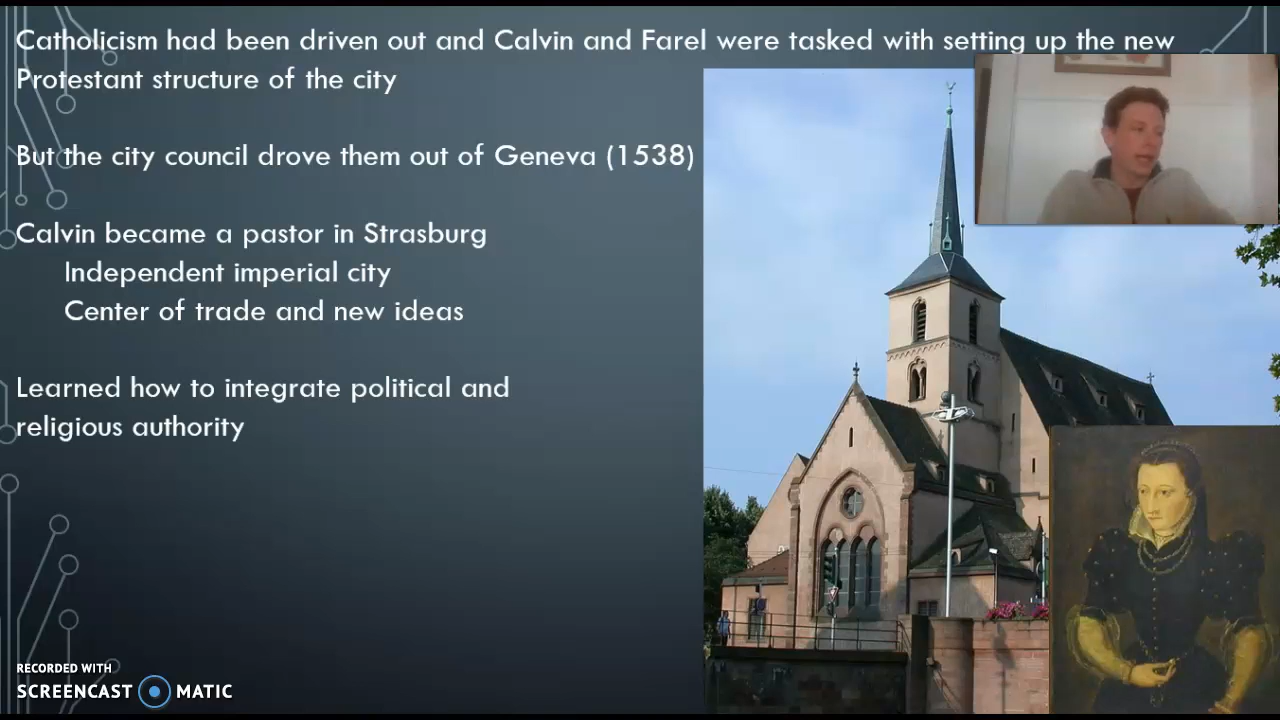 Catholicism had been driven out and Calvin and Farel were tasked with setting up the new
Protestant structure of the city
But the city council drove them out of Geneva (1538)
Calvin became a pastor in Strasburg
Independent imperial city
Center of trade and new ideas
Learned how to integrate political and
religious authority
RECORDED WITH
SCREENCAST MATIC